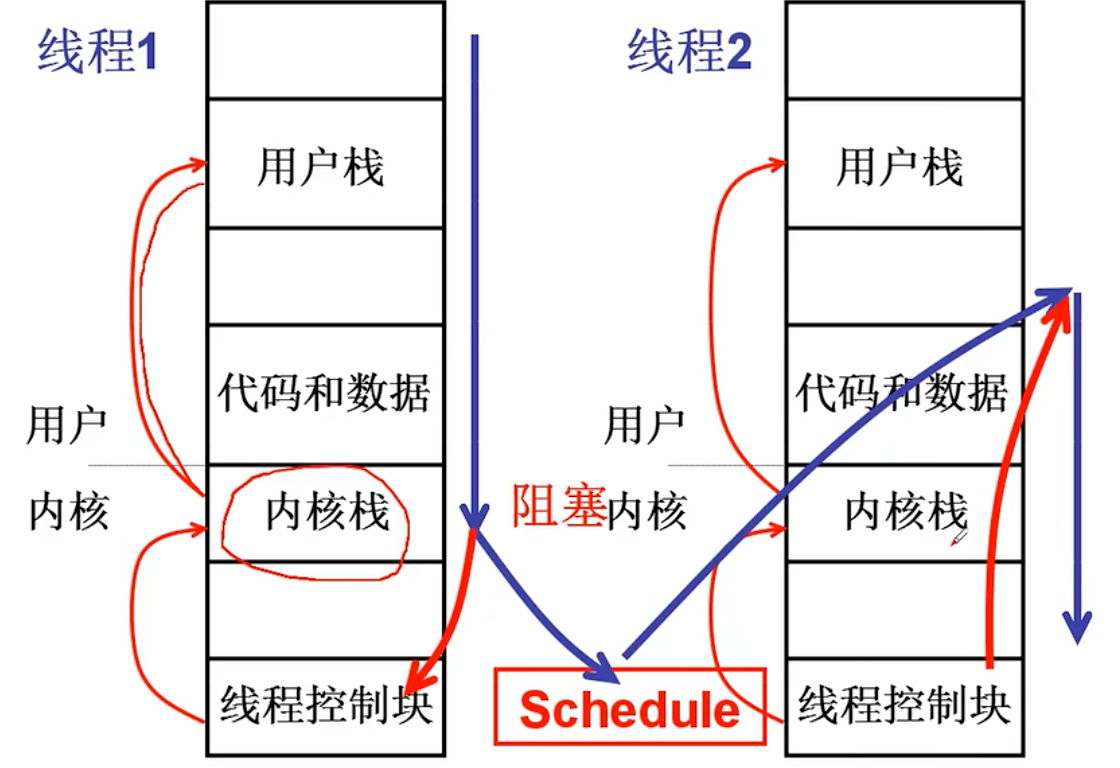 线程1
用户栈
代码和数据
用户
内核
内核栈
线程控制块
阻塞
Schedule
线程2
用户栈
代码和数据
用户
内核
内核栈
线程控制块